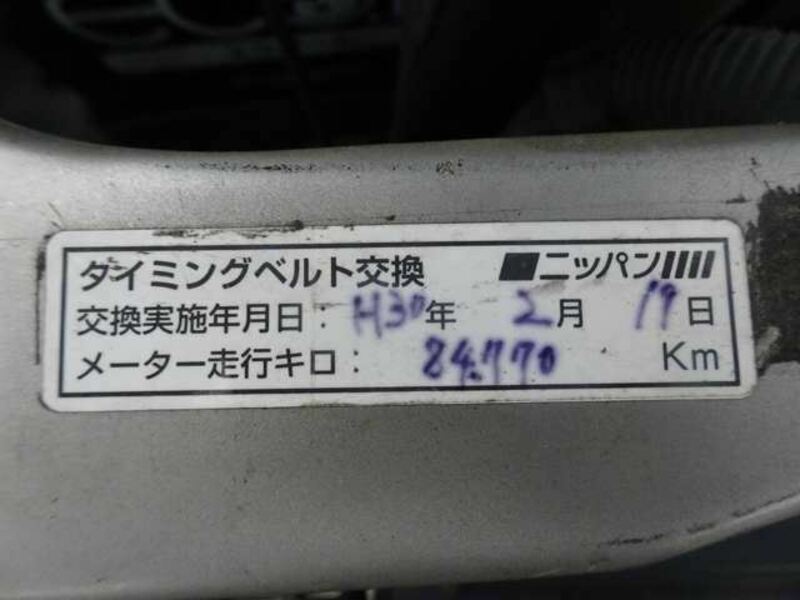 タイミングベルト交換 ニッパン
交換実施年月日：H30年 2月 19日
メーター走行キロ： 84.770 Km